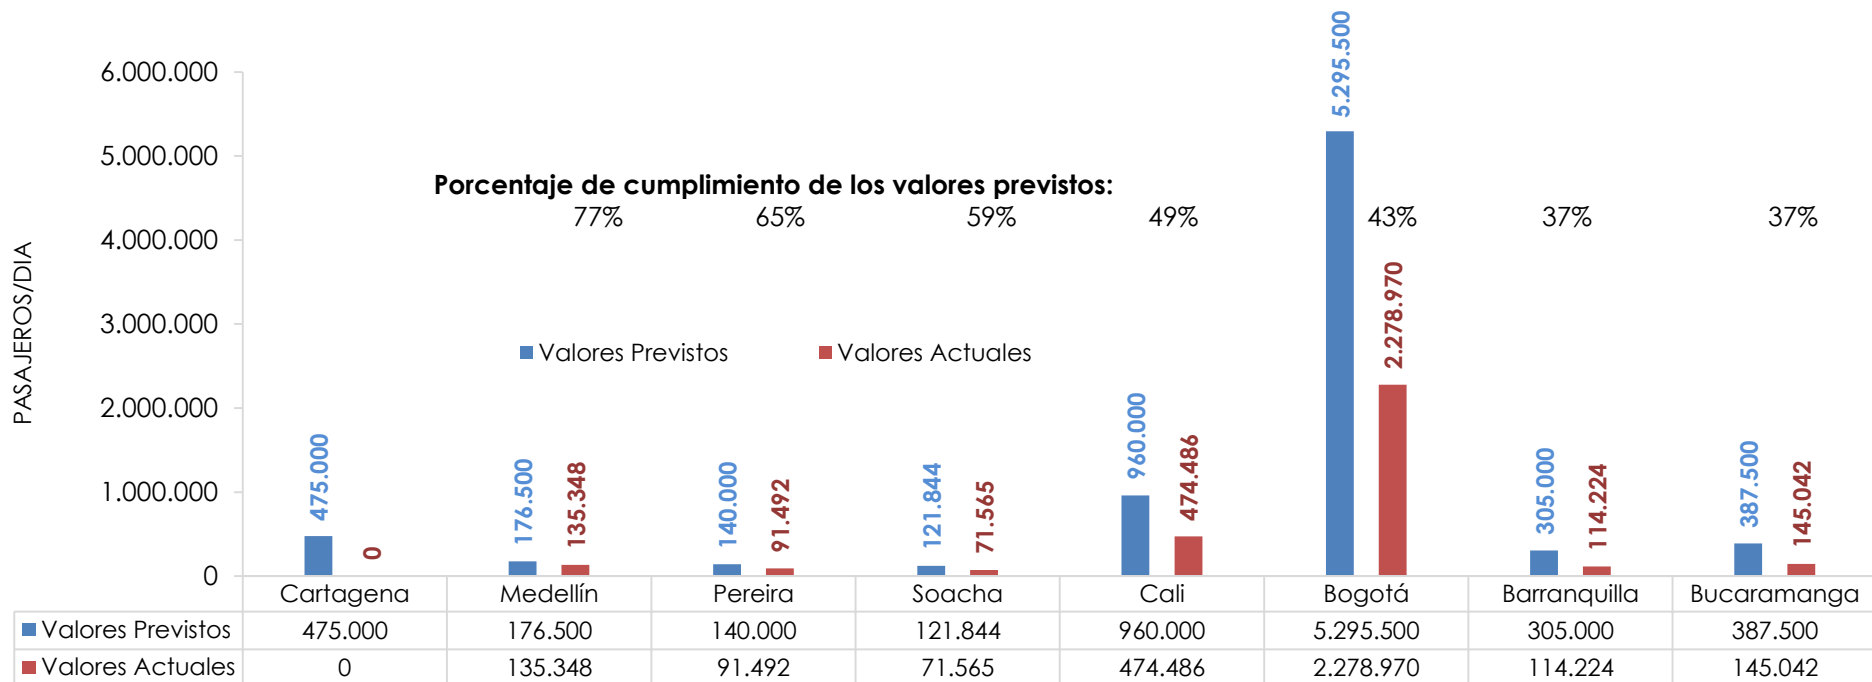 5.295.500
6.000.000
5.000.000
Porcentaje de cumplimiento de los valores previstos:
77% 65% 59% 49% 43% 37% 37%
4.000.000
PASAJEROS/DIA
3.000.000
2.278.970
Valores Previstos Valores Actuales
2.000.000
475.000 0 176.500 135.348 140.000 91.492 121.844 71.565 960.000 474.486 305.000 114.224 387.500 145.042
1.000.000
0
Cartagena Medellín Pereira Soacha Cali Bogotá Barranquilla Bucaramanga
Valores Previstos 475.000 176.500 140.000 121.844 960.000 5.295.500 305.000 387.500
Valores Actuales 0 135.348 91.492 71.565 474.486 2.278.970 114.224 145.042